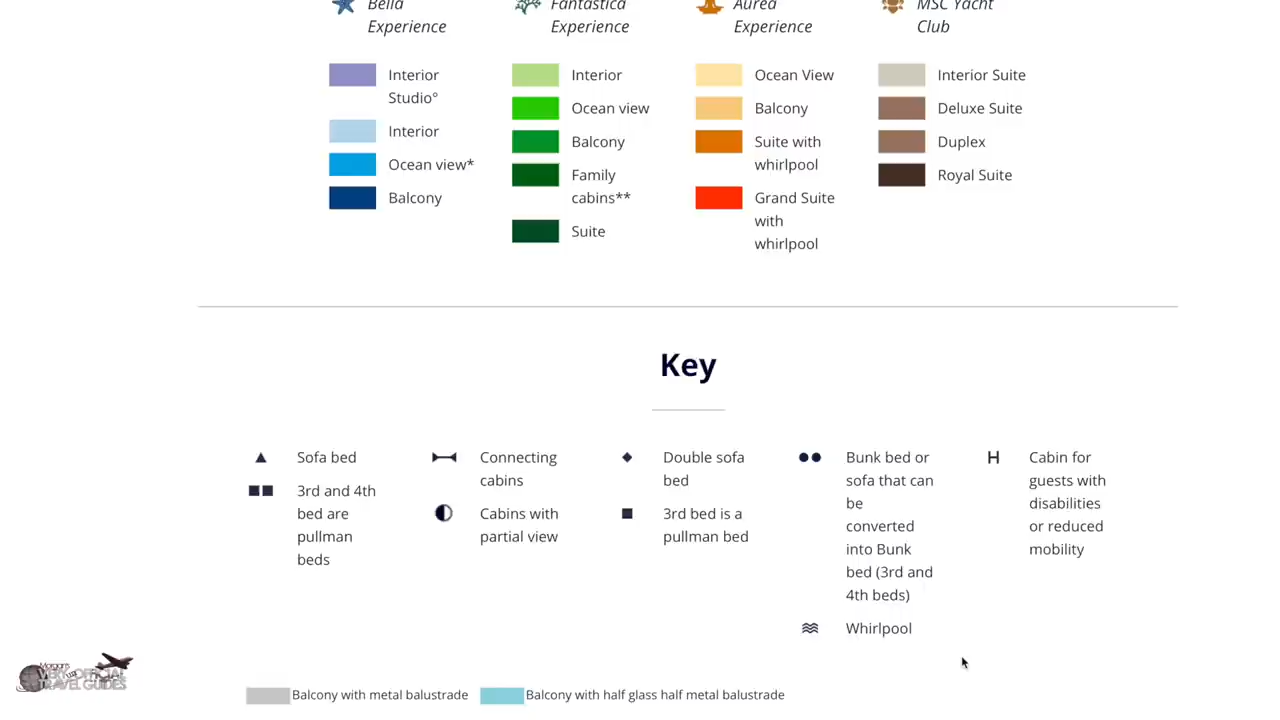 Bella
Experience
Fantastica
Experience
Aurea
Experience
MSC Yacht
Club
Interior
Studio°
Interior
Ocean view*
Balcony
Interior
Ocean view
Balcony
Family
cabins**
Suite
Ocean View
Balcony
Suite with
whirlpool
Grand Suite
with
whirlpool
Interior Suite
Deluxe Suite
Duplex
Royal Suite
Key
Sofa bed
3rd and 4th
bed are
pullman
beds
Connecting
cabins
Cabins with
partial view
Double sofa
bed
3rd bed is a
pullman bed
Bunk bed or
sofa that can
be
converted
into Bunk
bed (3rd and
4th beds)
Whirlpool
H
Cabin for
guests with
disabilities
or reduced
mobility
Morgan's
VERY UNOFFICIAL
TRAVEL GUIDES
Balcony with metal balustrade
Balcony with half glass half metal balustrade